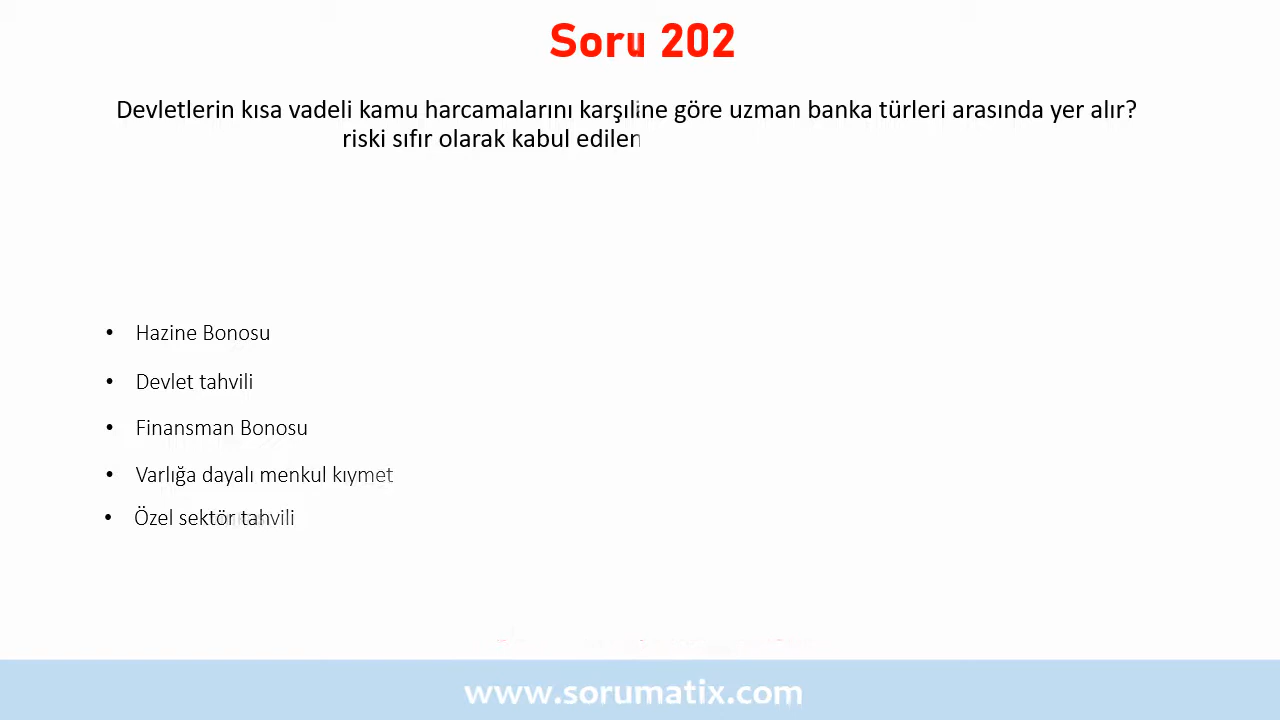 Soru 202
Devletlerin kısa vadeli kamu harcamalarını karşıline göre uzman banka türleri arasında yer alır?
riski sıfır olarak kabul edilen
• Hazine Bonosu
• Devlet tahvili
• Finansman Bonosu
• Varlığa dayalı menkul kıymet
• Özel sektör tahvili
www.sorumatix.com